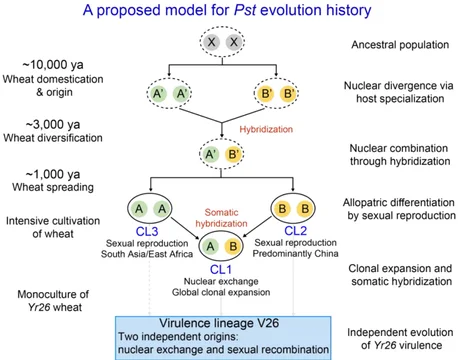 A proposed model for Pst evolution history
X X
Ancestral population
~10,000 ya
Wheat domestication
& origin
A' A'
B' B'
Nuclear divergence via
host specialization
Hybridization
~3,000 ya
Wheat diversification
A' B'
Nuclear combination
through hybridization
~1,000 ya
Wheat spreading
Allopatric differentiation
by sexual reproduction
A A
B B
Somatic
hybridization
Intensive cultivation
of wheat
CL3
Sexual reproduction
South Asia/East Africa
CL2
Sexual reproduction
Predominantly China
A B
CL1
Nuclear exchange
Global clonal expansion
Clonal expansion and
somatic hybridization
Monoculture of
Yr26 wheat
Virulence lineage V26
Two independent origins:
nuclear exchange and sexual recombination
Independent evolution
of Yr26 virulence